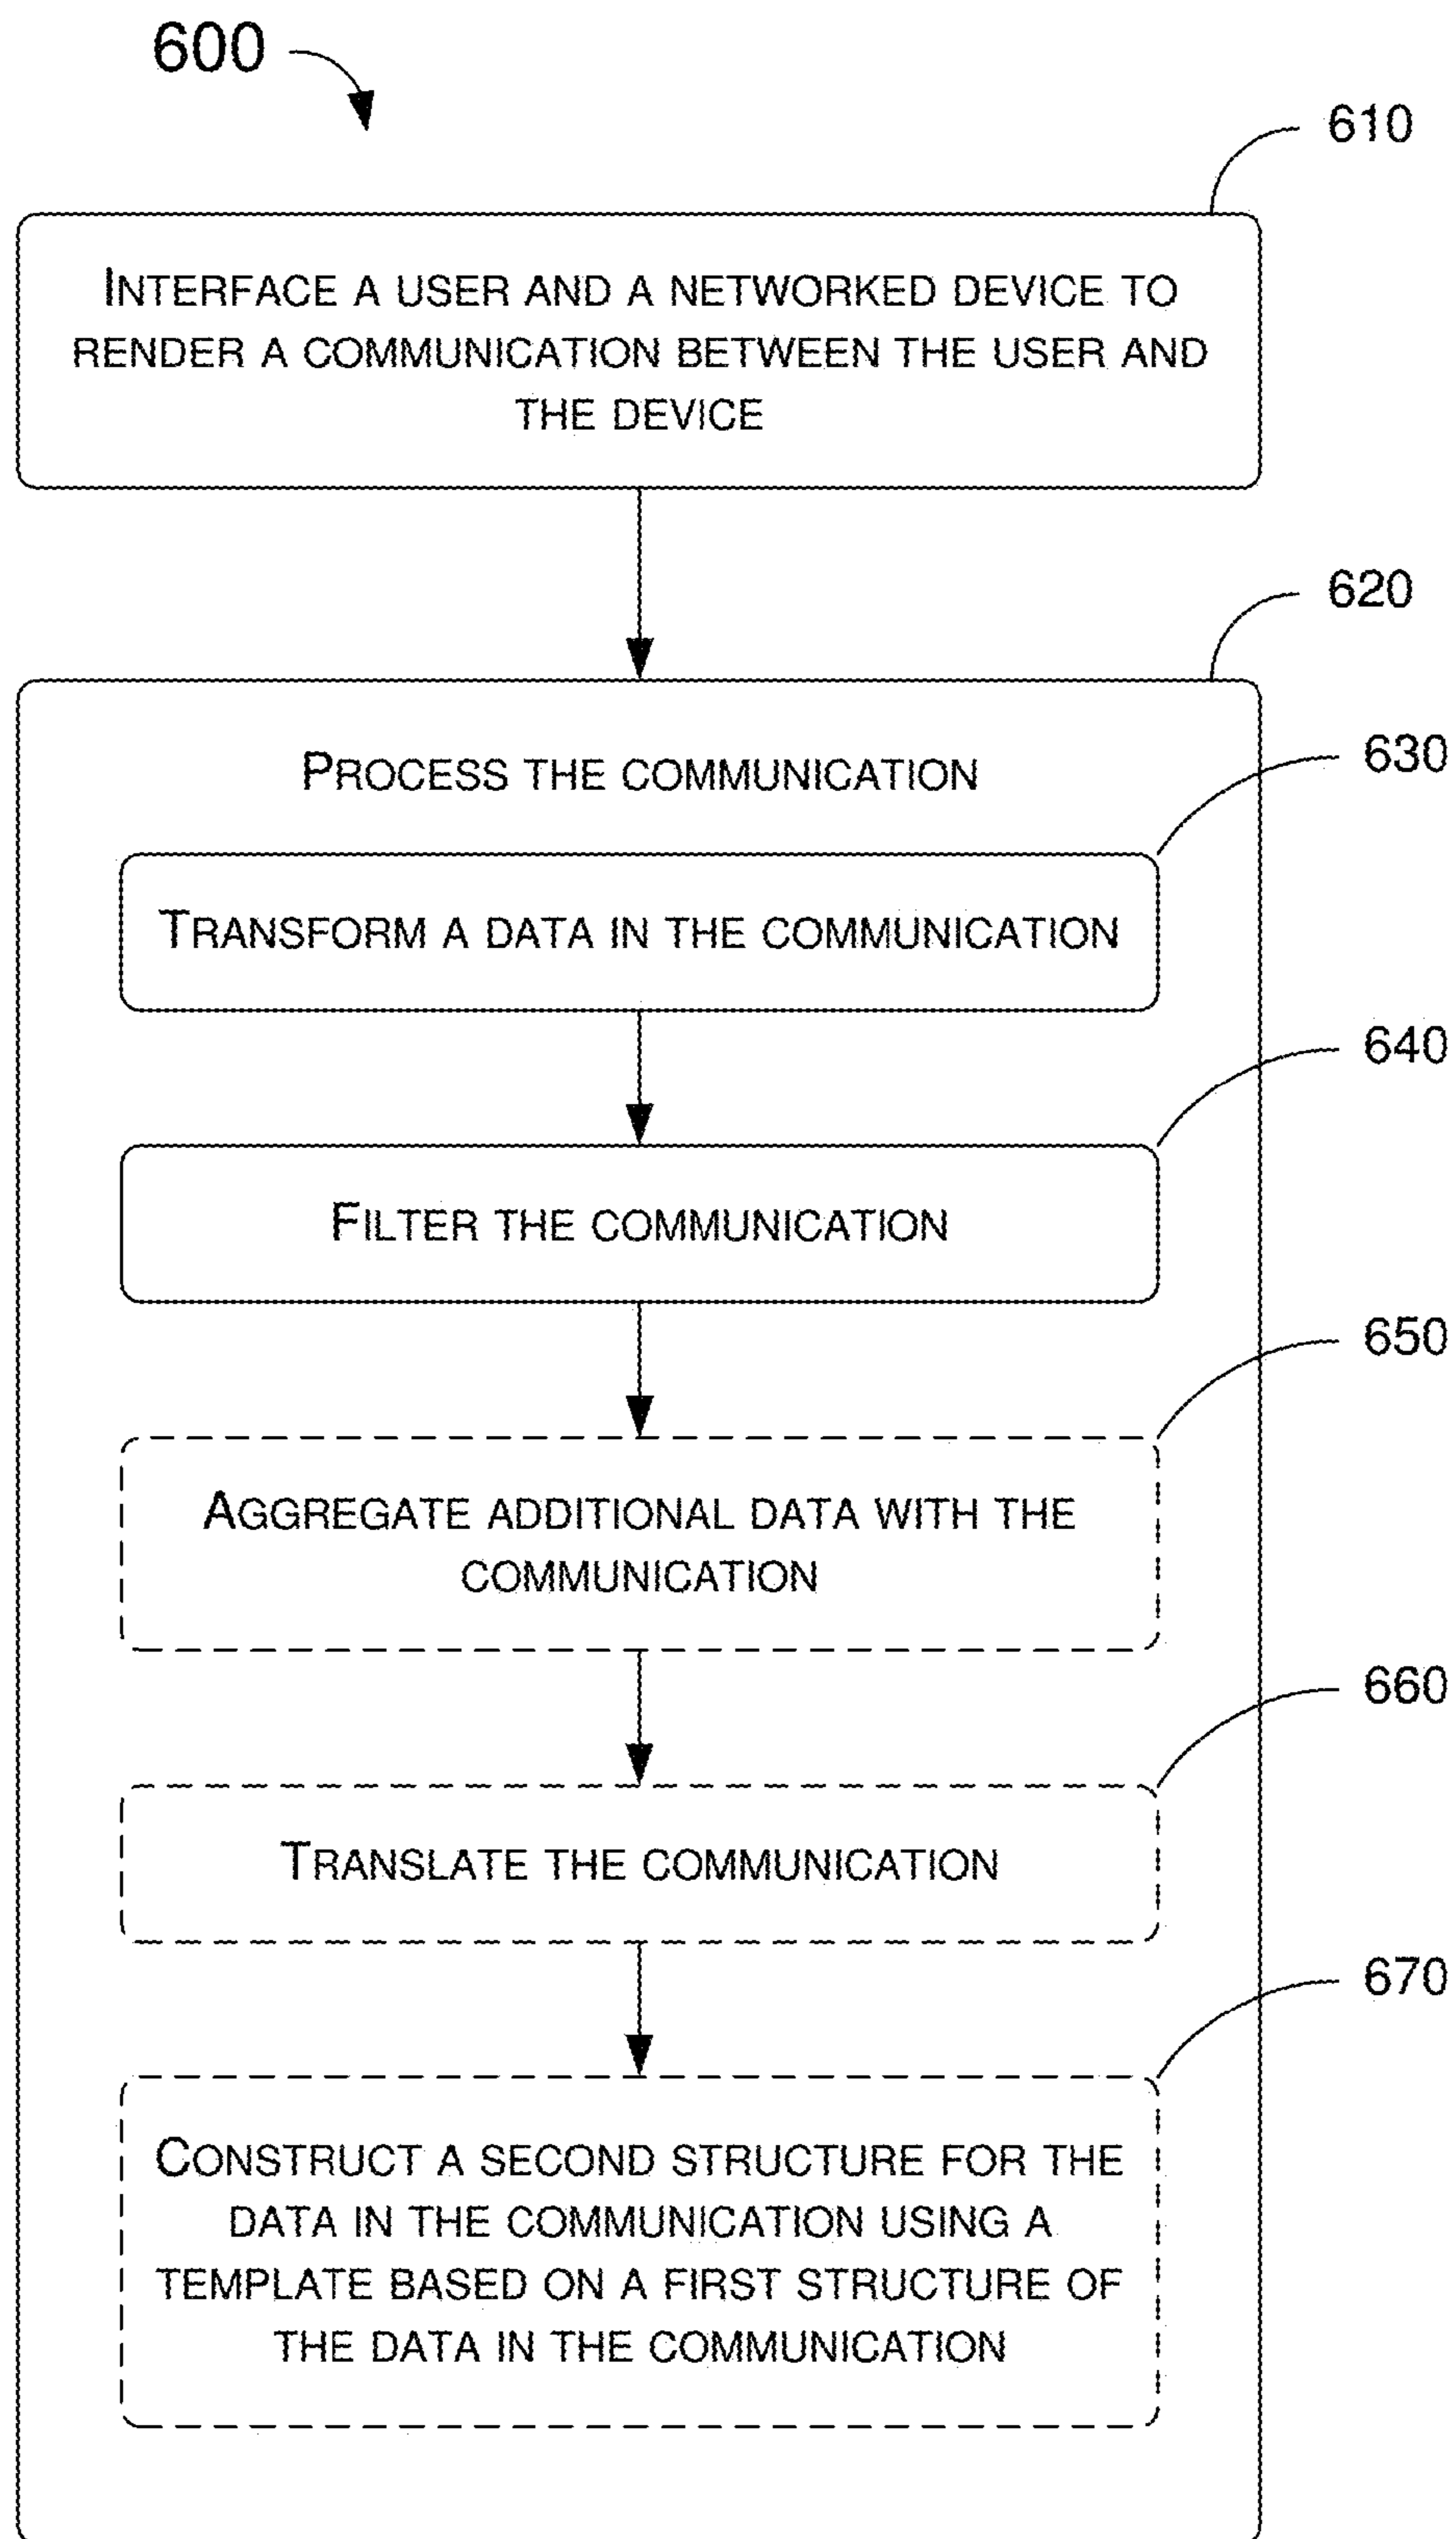 600
610
INTERFACE A USER AND A NETWORKED DEVICE TO
RENDER A COMMUNICATION BETWEEN THE USER AND
THE DEVICE
620
PROCESS THE COMMUNICATION
630
TRANSFORM A DATA IN THE COMMUNICATION
640
FILTER THE COMMUNICATION
650
AGGREGATE ADDITIONAL DATA WITH THE
COMMUNICATION
660
TRANSLATE THE COMMUNICATION
670
CONSTRUCT A SECOND STRUCTURE FOR THE
DATA IN THE COMMUNICATION USING A
TEMPLATE BASED ON A FIRST STRUCTURE OF
THE DATA IN THE COMMUNICATION